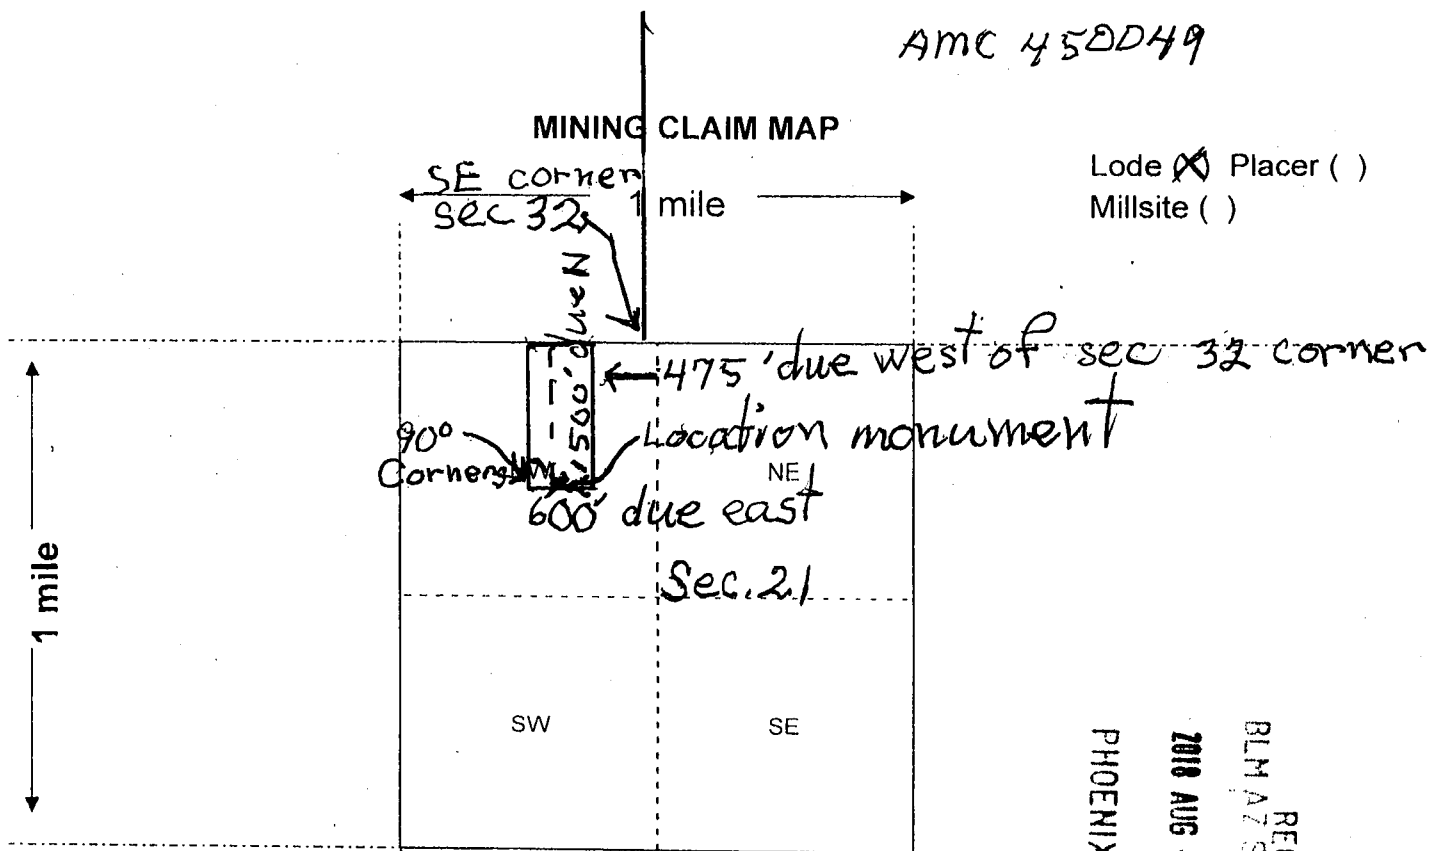 AMC 450049
MINING CLAIM MAP
Lode (X) Placer ( )
Millsite ( )
SE corner
sec 32
1 mile
1500' due N
475' due west of sec 32 corner
90°
Corners
NW
Location monument
NE
600' due east
Sec. 21
1 mile
SW
SE
REC
BLM AZ S
2018 AUG
PHOENIX